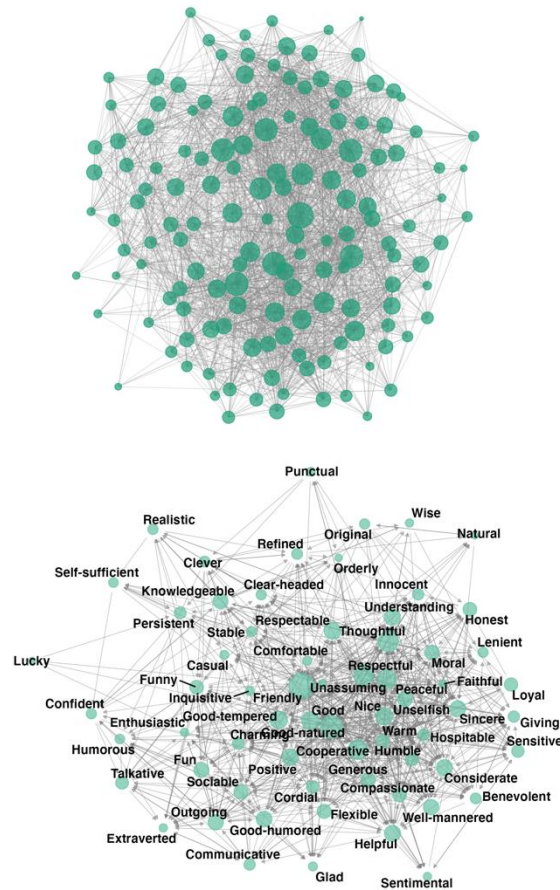 Punctual
Realistic
Original
Wise
Natural
Clever
Refined
Orderly
Self-sufficient
Clear-headed
Innocent
Knowledgeable
Understanding
Persistent
Respectable
Honest
Stable
Thoughtful
Comfortable
Lenient
Lucky
Casual
Respectful
Moral
Funny
Faithful
Inquisitive
Friendly
Unassuming
Peaceful
Loyal
Confident
Good-tempered
Good
Nice
Unselfish
Sincere
Giving
Enthusiastic
Charming
Good-natured
Warm
Hospitable
Humorous
Cooperative
Humble
Sensitive
Fun
Positive
Generous
Talkative
Sociable
Cordial
Compassionate
Considerate
Benevolent
Outgoing
Flexible
Well-mannered
Extraverted
Good-humored
Helpful
Communicative
Glad
Sentimental